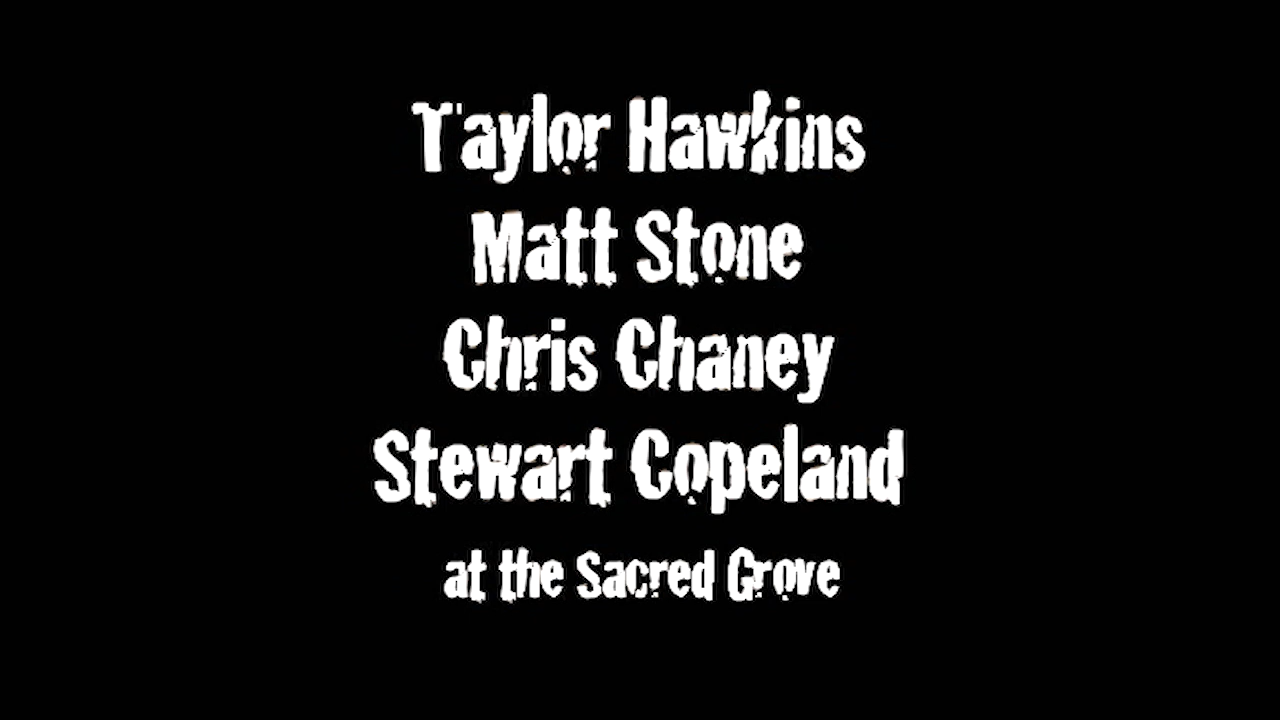 Taylor Hawkins
Matt Stone
Chris Chaney
Stewart Copeland
at the Sacred Grove